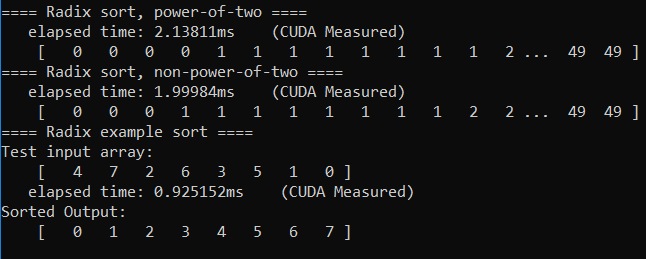 ==== Radix sort, power-of-two ====
   elapsed time: 2.13811ms    (CUDA Measured)
    [   0   0   0   0   1   1   1   1   1   1   1   1   2 ...  49  49 ]
==== Radix sort, non-power-of-two ====
   elapsed time: 1.99984ms    (CUDA Measured)
    [   0   0   0   1   1   1   1   1   1   1   1   2   2 ...  49  49 ]
==== Radix example sort ====
Test input array:
    [   4   7   2   6   3   5   1   0 ]
   elapsed time: 0.925152ms    (CUDA Measured)
Sorted Output:
    [   0   1   2   3   4   5   6   7 ]